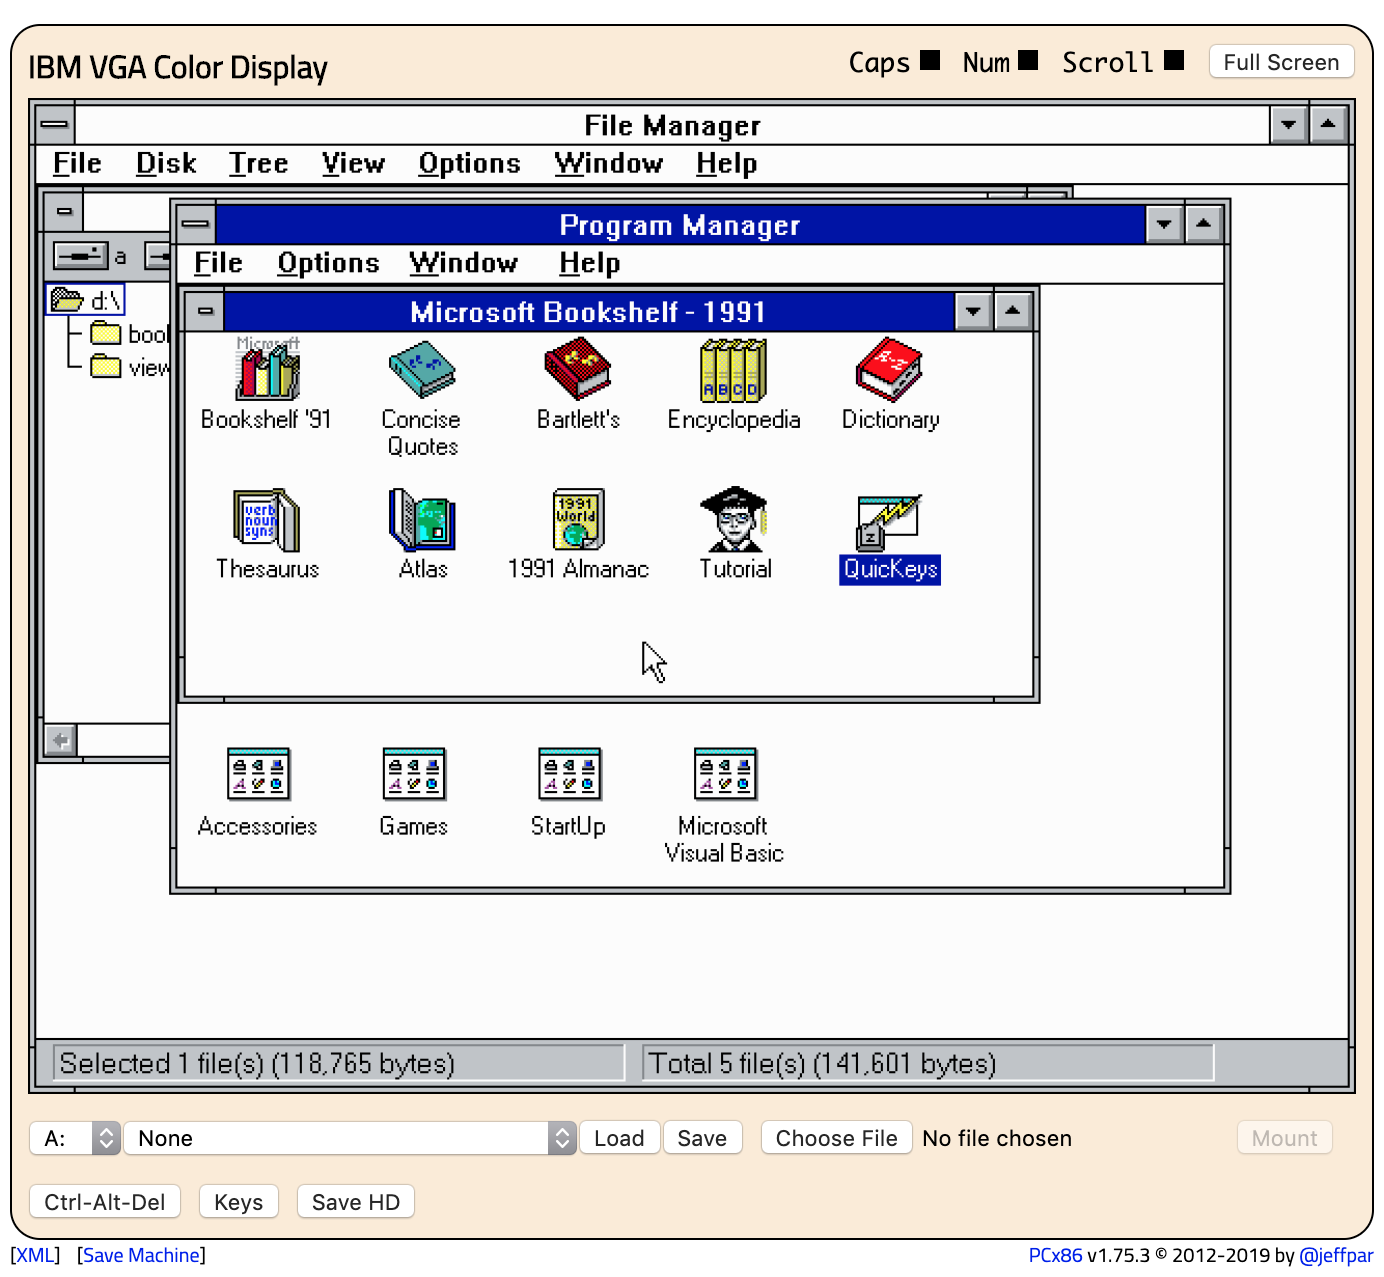 IBM VGA Color Display
Caps Num Scroll Full Screen
File Manager
File Disk Tree View Options Window Help
Program Manager
a
File Options Window Help
d:\
Microsoft Bookshelf - 1991
boo
view
Microsoft
Bookshelf '91 Concise Quotes Bartlett's Encyclopedia Dictionary
A B C D
A-Z
verb
noun
syns
1991
World
Z
Thesaurus Atlas 1991 Almanac Tutorial QuicKeys
Accessories Games StartUp Microsoft Visual Basic
Selected 1 file(s) (118,765 bytes) Total 5 file(s) (141,601 bytes)
A: None Load Save Choose File No file chosen Mount
Ctrl-Alt-Del Keys Save HD
[XML] [Save Machine] PCx86 v1.75.3 © 2012-2019 by @jeffpar